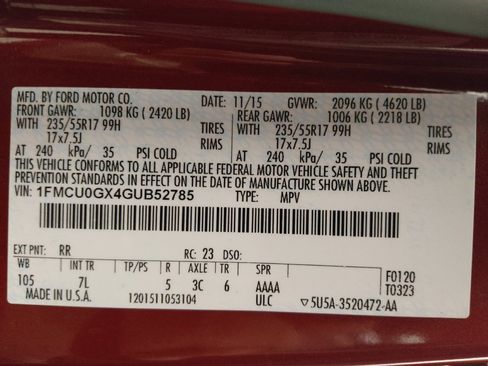 MFD. BY FORD MOTOR CO. DATE: 11/15 GVWR: 2096 KG (4620 LB)
FRONT GAWR: 1098 KG (2420 LB) REAR GAWR: 1006 KG (2218 LB)
WITH 235/55R17 99H TIRES WITH 235/55R17 99H TIRES
17x7.5J RIMS 17x7.5J RIMS
AT 240 kPa/ 35 PSI COLD AT 240 kPa/ 35 PSI COLD
THIS VEHICLE CONFORMS TO ALL APPLICABLE FEDERAL MOTOR VEHICLE SAFETY AND THEFT
PREVENTION STANDARDS IN EFFECT ON THE DATE OF MANUFACTURE SHOWN ABOVE.
VIN: 1FMCU0GX4GUB52785 TYPE: MPV
EXT PNT: RR RC: 23 DSO:
WB INT TR TP/PS R AXLE TR SPR F0120
105 7L 5 3C 6 AAAA T0323
MADE IN U.S.A. 1201511053104 ULC ▽5U5A-3520472-AA